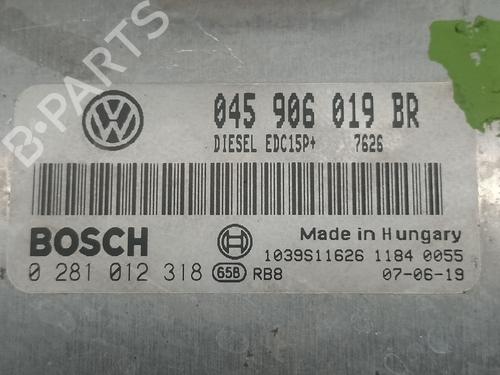 045 906 019 BR
DIESEL EDC15P+ 7626
BOSCH
Made in Hungary
1039S11626 1184 0055
0 281 012 318 65B RB8 07-06-19
B-PARTS